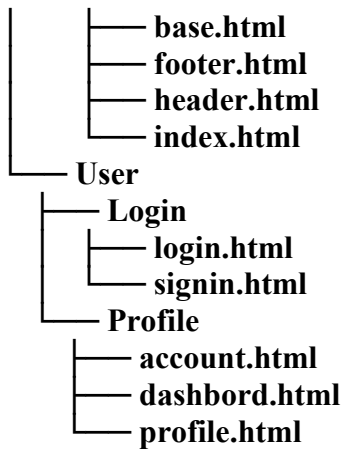 base.html
footer.html
header.html
index.html
User
Login
login.html
signin.html
Profile
account.html
dashbord.html
profile.html